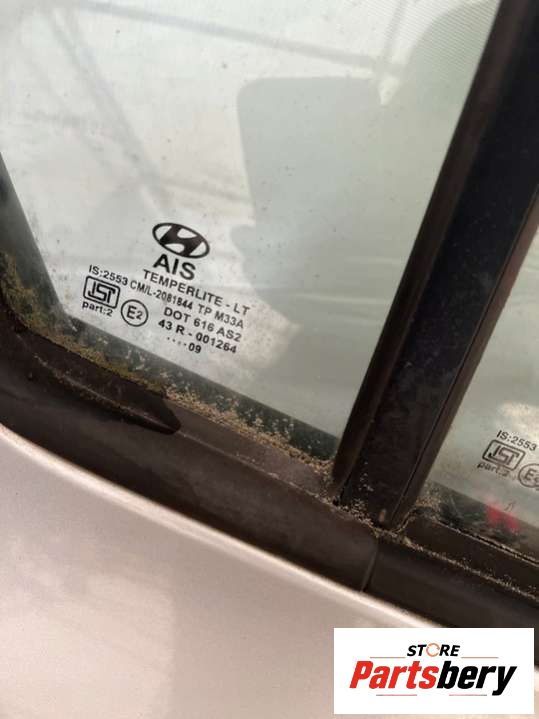 AIS
TEMPERLITE - LT
IS:2553 CM/L-2081844 TP M33A
ISI
part:2
E2
DOT 616 AS2
43 R - 001264
....09
IS:2553
ISI
part:2
STORE
Partsbery